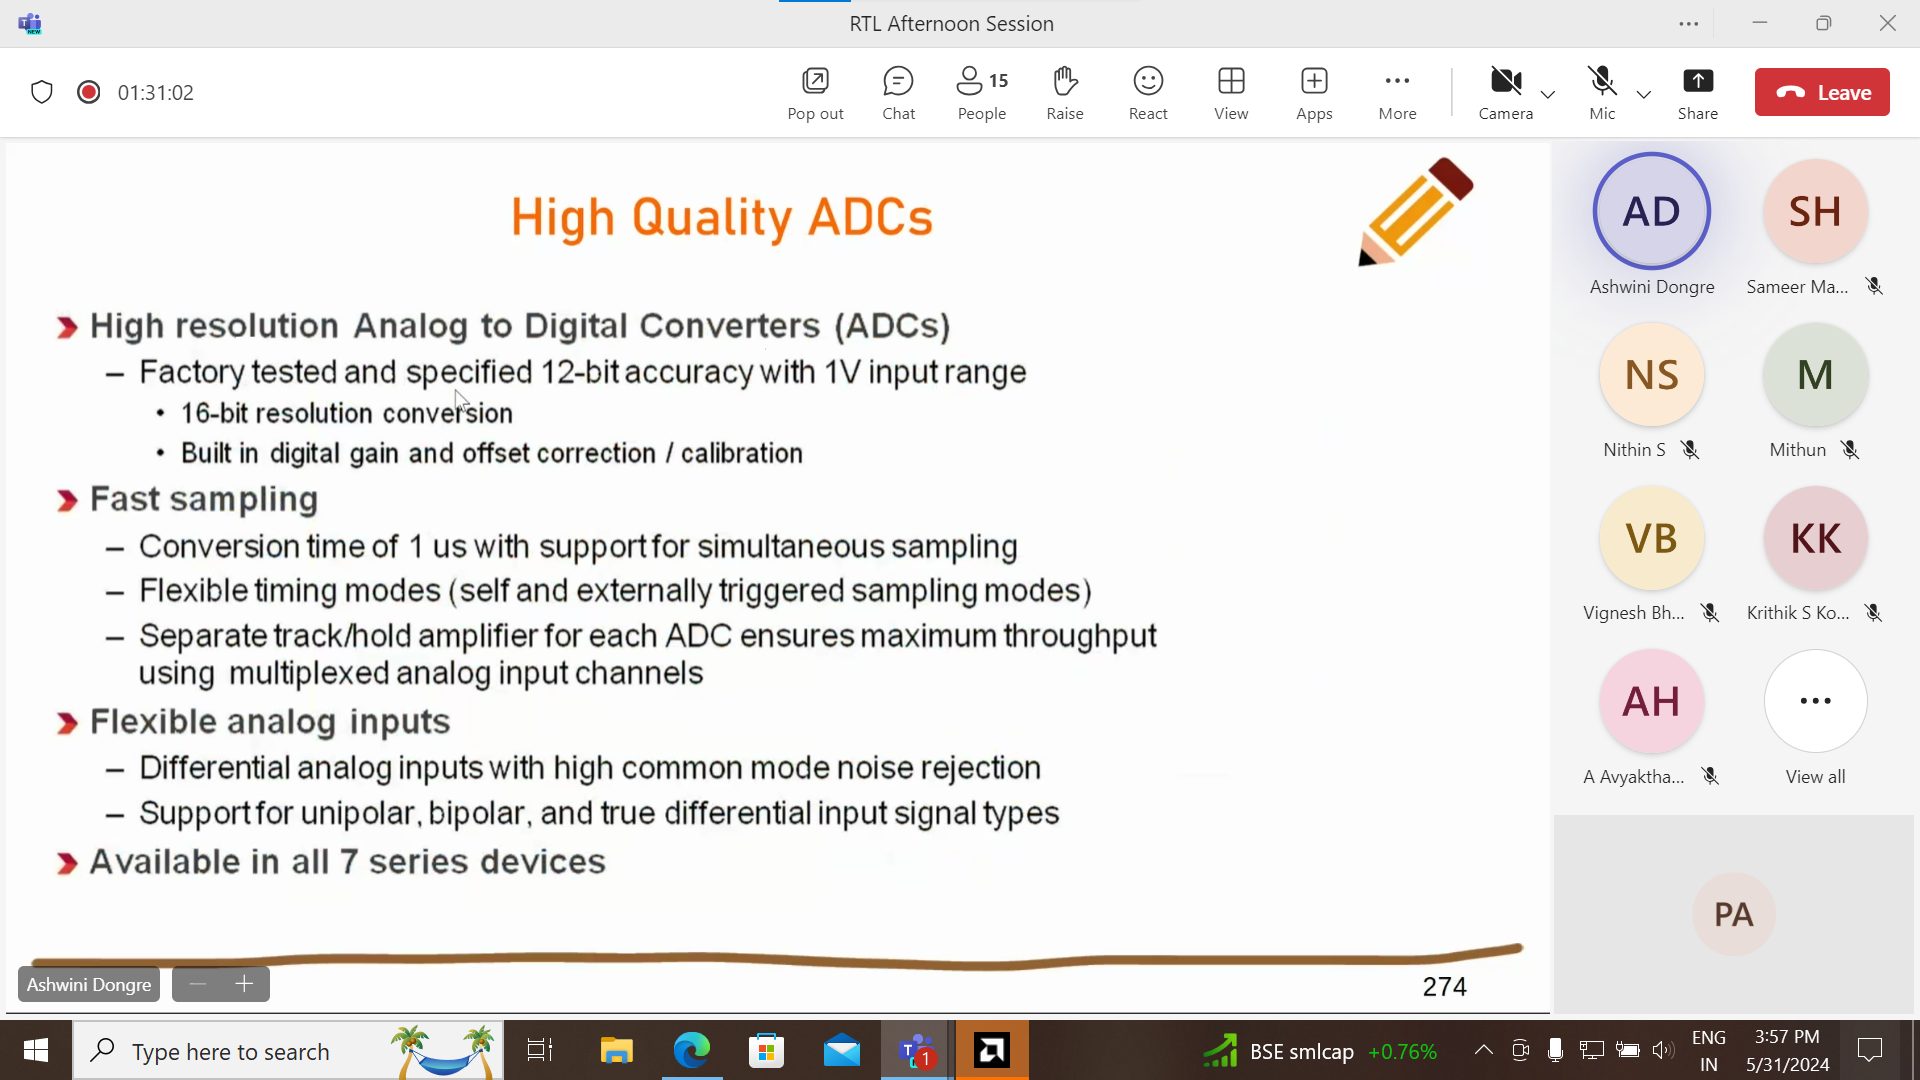 RTL Afternoon Session
01:31:02
Pop out
Chat
15
People
Raise
React
View
Apps
More
Camera
Mic
Share
Leave
High Quality ADCs
High resolution Analog to Digital Converters (ADCs)
– Factory tested and specified 12-bit accuracy with 1V input range
• 16-bit resolution conversion
• Built in digital gain and offset correction / calibration
Fast sampling
– Conversion time of 1 us with support for simultaneous sampling
– Flexible timing modes (self and externally triggered sampling modes)
– Separate track/hold amplifier for each ADC ensures maximum throughput
using multiplexed analog input channels
Flexible analog inputs
– Differential analog inputs with high common mode noise rejection
– Support for unipolar, bipolar, and true differential input signal types
Available in all 7 series devices
274
Ashwini Dongre
AD
Ashwini Dongre
SH
Sameer Ma...
NS
Nithin S
M
Mithun
VB
Vignesh Bh...
KK
Krithik S Ko...
AH
A Avyaktha...
View all
PA
Type here to search
1
BSE smlcap +0.76%
ENG
IN
3:57 PM
5/31/2024